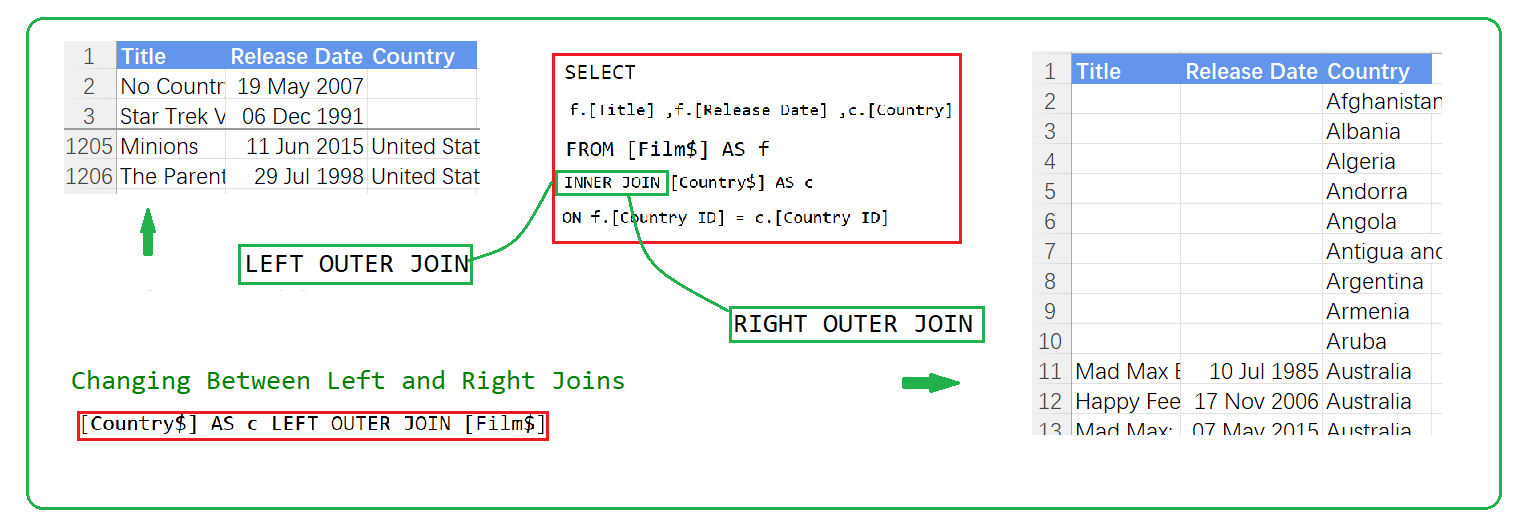 1 Title Release Date Country
2 No Countr 19 May 2007
3 Star Trek V 06 Dec 1991
1205 Minions 11 Jun 2015 United Stat
1206 The Parent 29 Jul 1998 United Stat
SELECT
f.[Title] ,f.[Release Date] ,c.[Country]
FROM [Film$] AS f
INNER JOIN [Country$] AS c
ON f.[Country ID] = c.[Country ID]
LEFT OUTER JOIN
RIGHT OUTER JOIN
Changing Between Left and Right Joins
[Country$] AS c LEFT OUTER JOIN [Film$]
1 Title Release Date Country
2 Afghanistan
3 Albania
4 Algeria
5 Andorra
6 Angola
7 Antigua and
8 Argentina
9 Armenia
10 Aruba
11 Mad Max B 10 Jul 1985 Australia
12 Happy Fee 17 Nov 2006 Australia
13 Mad Max: 07 May 2015 Australia